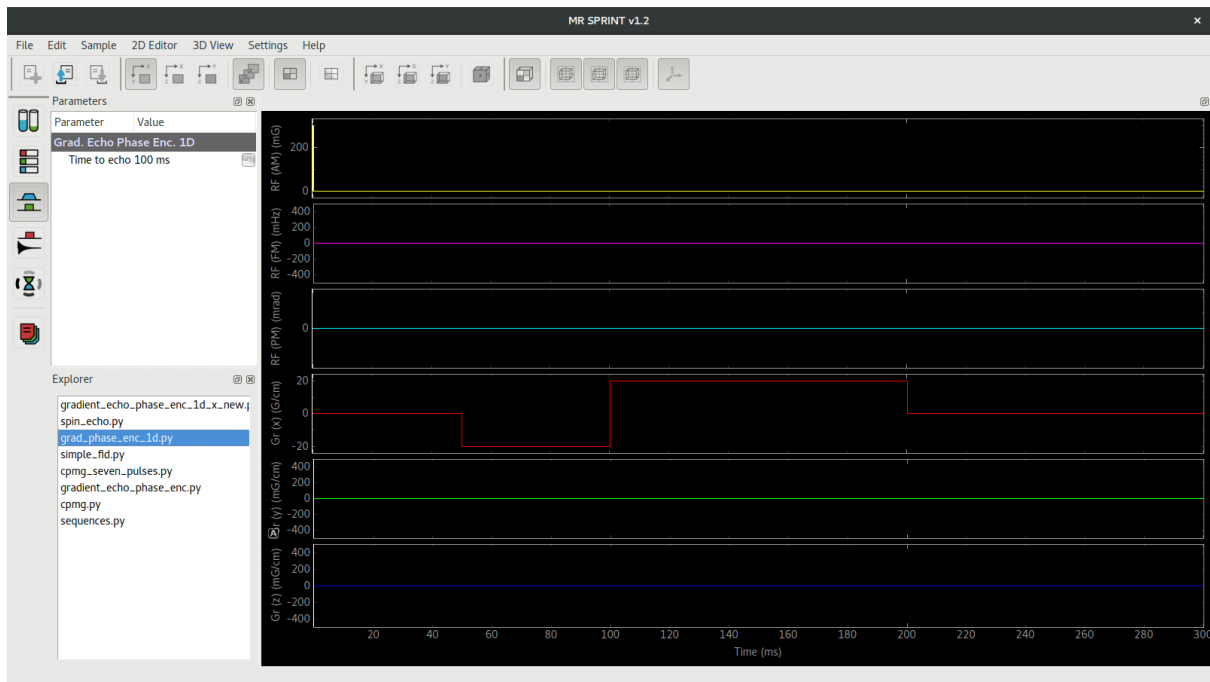 MR SPRINT v1.2
File Edit Sample 2D Editor 3D View Settings Help
Parameters
Parameter Value
Grad. Echo Phase Enc. 1D
Time to echo 100 ms
Explorer
gradient_echo_phase_enc_1d_x_new.p
spin_echo.py
grad_phase_enc_1d.py
simple_fid.py
cpmg_seven_pulses.py
gradient_echo_phase_enc.py
cpmg.py
sequences.py
RF (AM) (mG)
200
0
RF (FM) (mHz)
400
200
0
-200
-400
RF (PM) (mrad)
0
Gr (x) (G/cm)
20
0
-20
Gr (y) (mG/cm)
400
200
0
-200
-400
A
Gr (z) (mG/cm)
400
200
0
-200
-400
20 40 60 80 100 120 140 160 180 200 220 240 260 280 300
Time (ms)